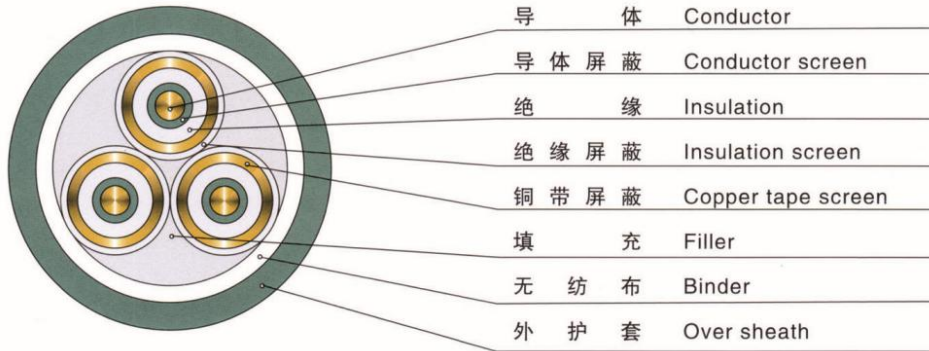 导体 Conductor
导体屏蔽 Conductor screen
绝缘 Insulation
绝缘屏蔽 Insulation screen
铜带屏蔽 Copper tape screen
填充 Filler
无纺布 Binder
外护套 Over sheath